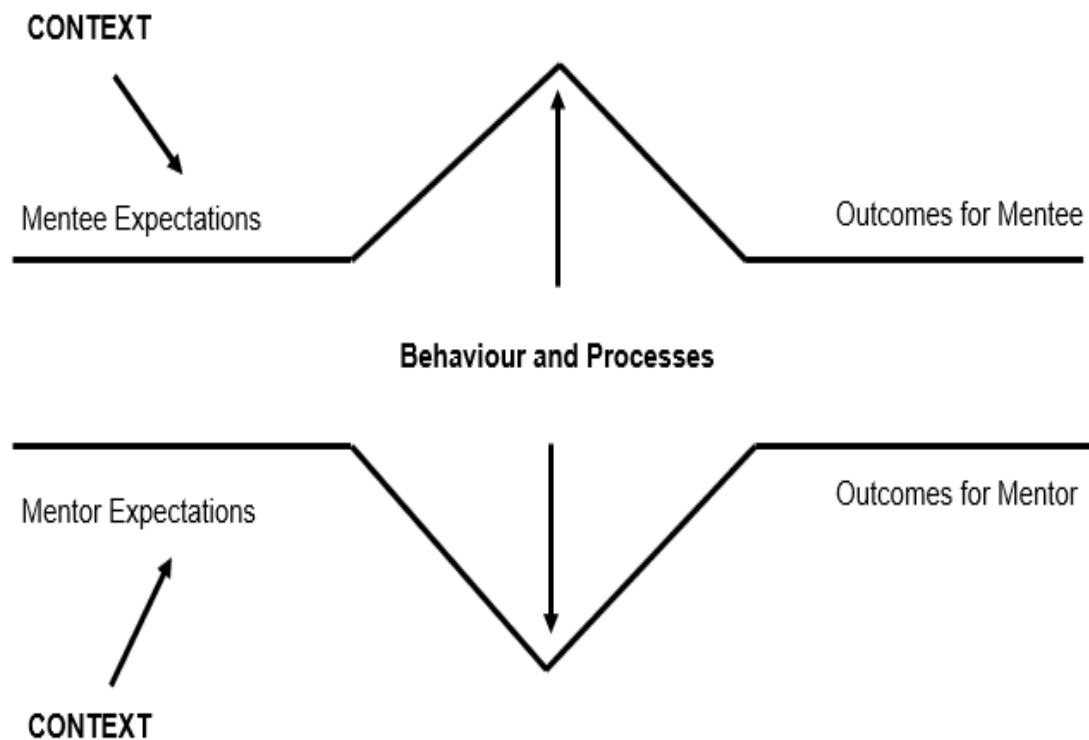 CONTEXT
Mentee Expectations
Outcomes for Mentee
Behaviour and Processes
Mentor Expectations
Outcomes for Mentor
CONTEXT